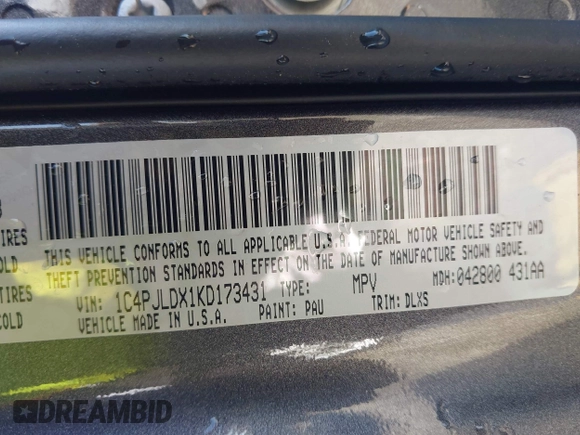 THIS VEHICLE CONFORMS TO ALL APPLICABLE U.S.A. FEDERAL MOTOR VEHICLE SAFETY AND
THEFT PREVENTION STANDARDS IN EFFECT ON THE DATE OF MANUFACTURE SHOWN ABOVE.
VIN: 1C4PJLDX1KD173431 TYPE: MPV MDH: 042800 431AA
VEHICLE MADE IN U.S.A. PAINT: PAU TRIM: DLXS
IRES
OLD
TIRES
COLD
DREAMBID